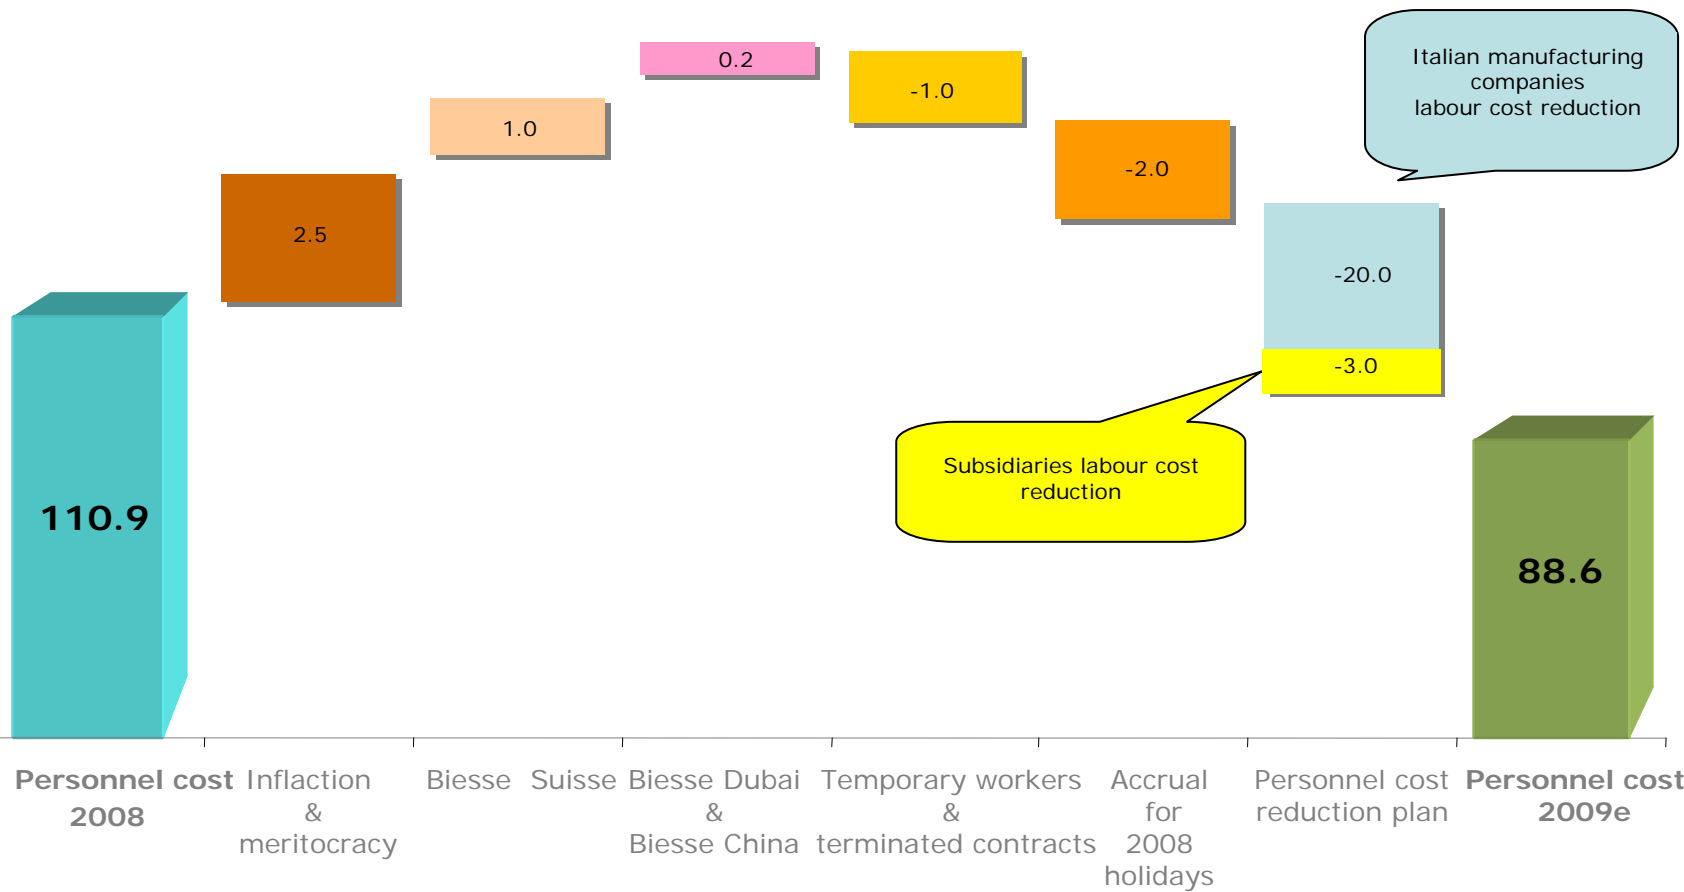 0.2
Italian manufacturing
companies
labour cost reduction
-1.0
1.0
-2.0
2.5
-20.0
-3.0
Subsidiaries labour cost
reduction
110.9
88.6
Personnel cost
2008
Inflaction
&
meritocracy
Biesse Suisse
Biesse Dubai
&
Biesse China
Temporary workers
&
terminated contracts
Accrual
for
2008
holidays
Personnel cost
reduction plan
Personnel cost
2009e